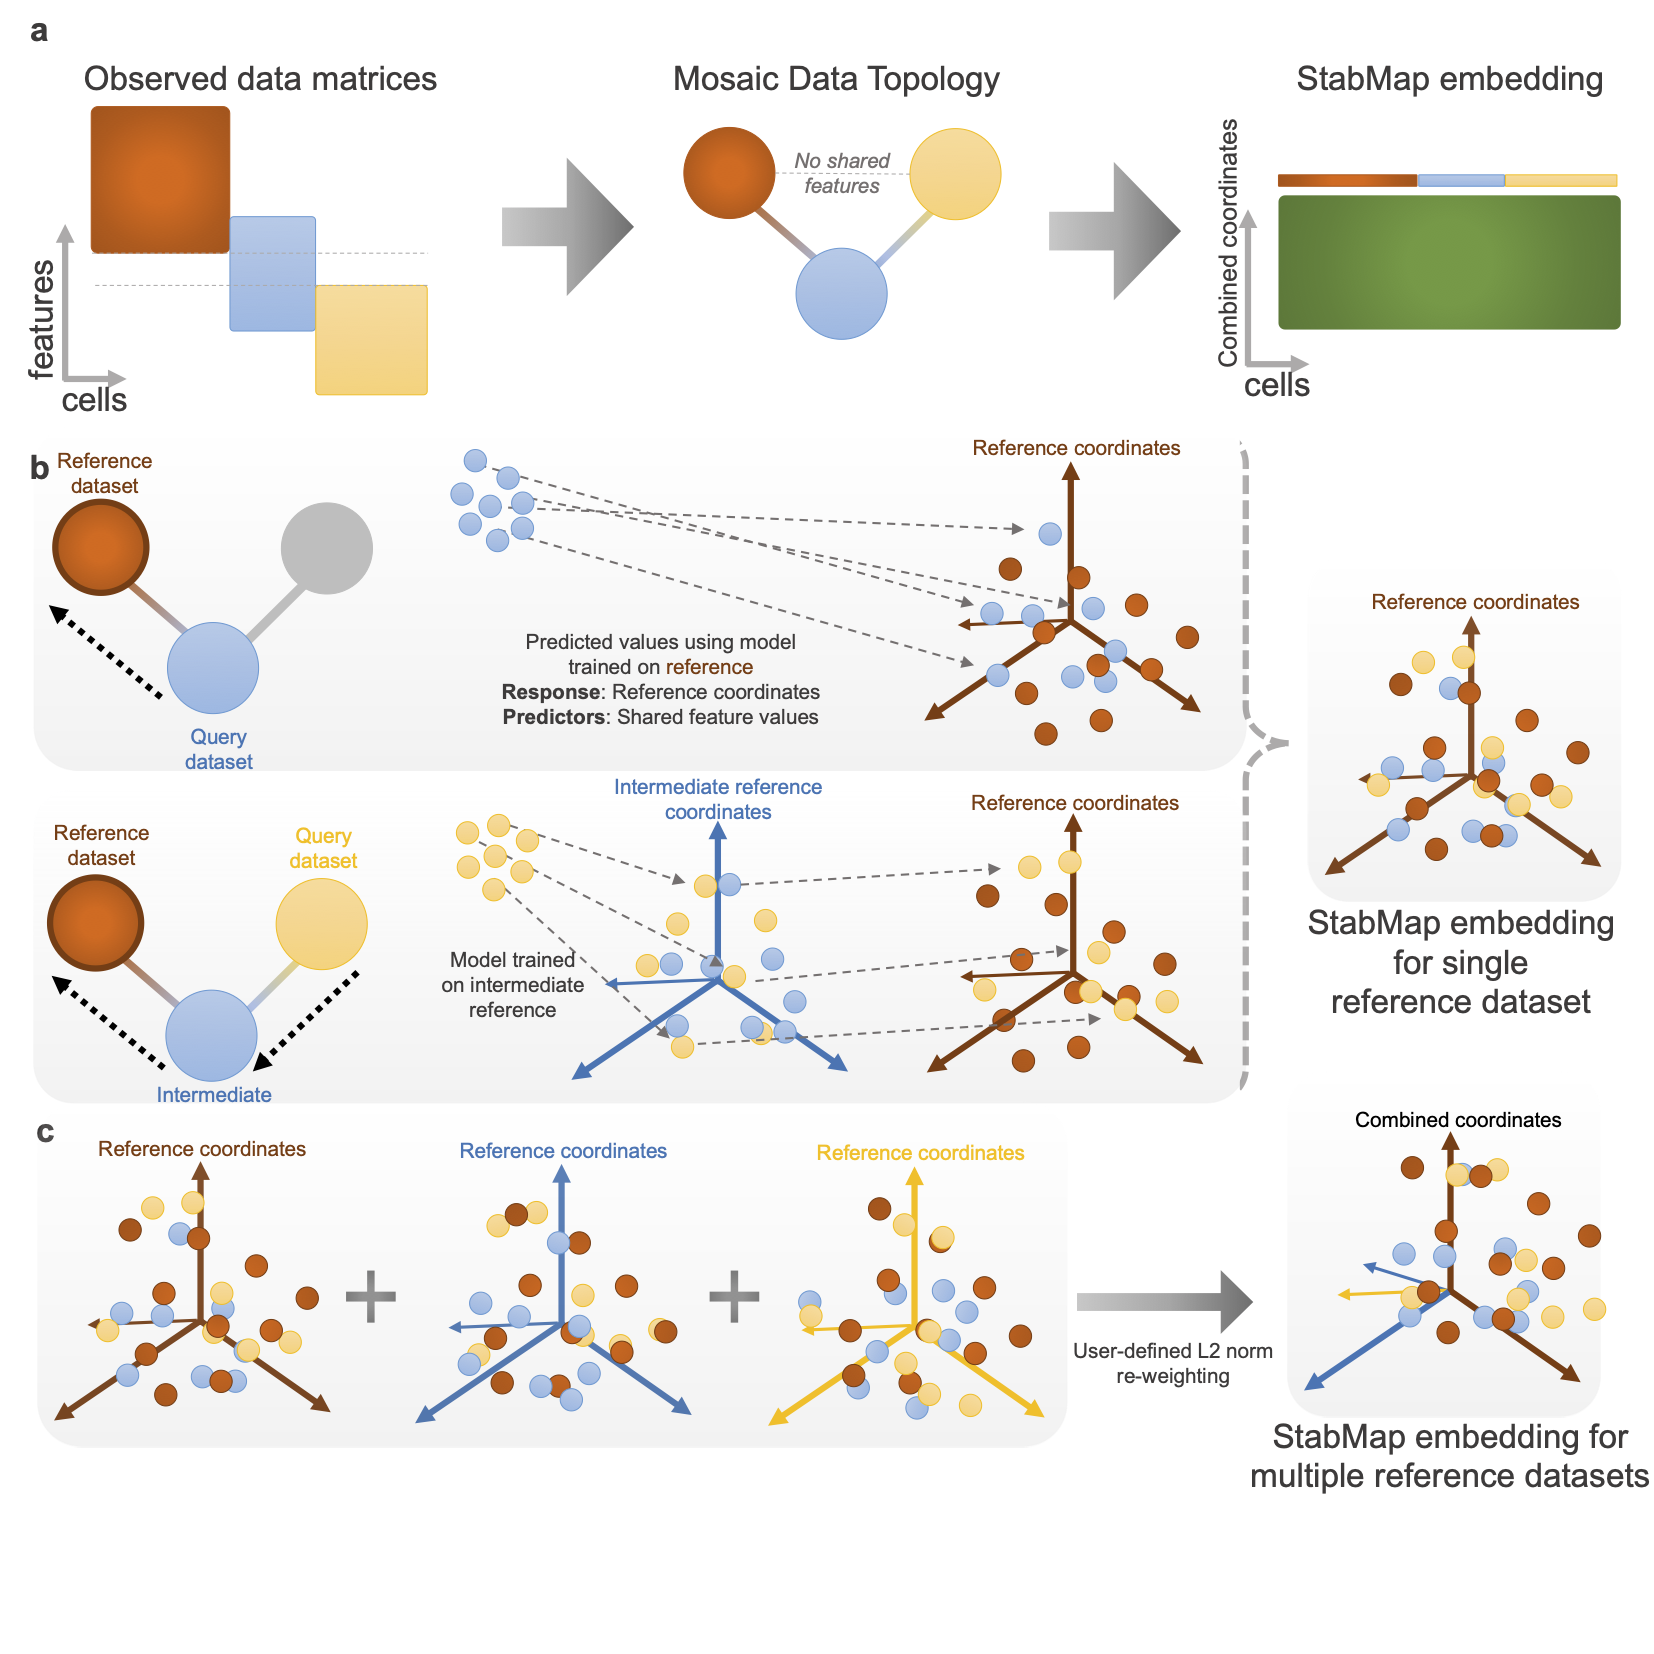 a
Observed data matrices
Mosaic Data Topology
StabMap embedding
No shared
features
features
cells
Combined coordinates
cells
b
Reference
dataset
Query
dataset
Predicted values using model
trained on reference
Response: Reference coordinates
Predictors: Shared feature values
Reference coordinates
Reference
dataset
Query
dataset
Intermediate
Model trained
on intermediate
reference
Intermediate reference
coordinates
Reference coordinates
Reference coordinates
StabMap embedding
for single
reference dataset
c
Reference coordinates
Reference coordinates
Reference coordinates
User-defined L2 norm
re-weighting
Combined coordinates
StabMap embedding for
multiple reference datasets